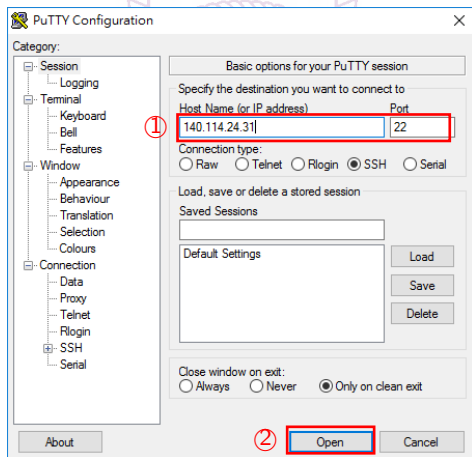 PuTTY Configuration
Category:
Session
Logging
Terminal
Keyboard
Bell
Features
Window
Appearance
Behaviour
Translation
Selection
Colours
Connection
Data
Proxy
Telnet
Rlogin
SSH
Serial
Basic options for your PuTTY session
Specify the destination you want to connect to
Host Name (or IP address) Port
① 140.114.24.31 22
Connection type:
Raw Telnet Rlogin SSH Serial
Load, save or delete a stored session
Saved Sessions
Default Settings
Load
Save
Delete
Close window on exit:
Always Never Only on clean exit
About ② Open Cancel